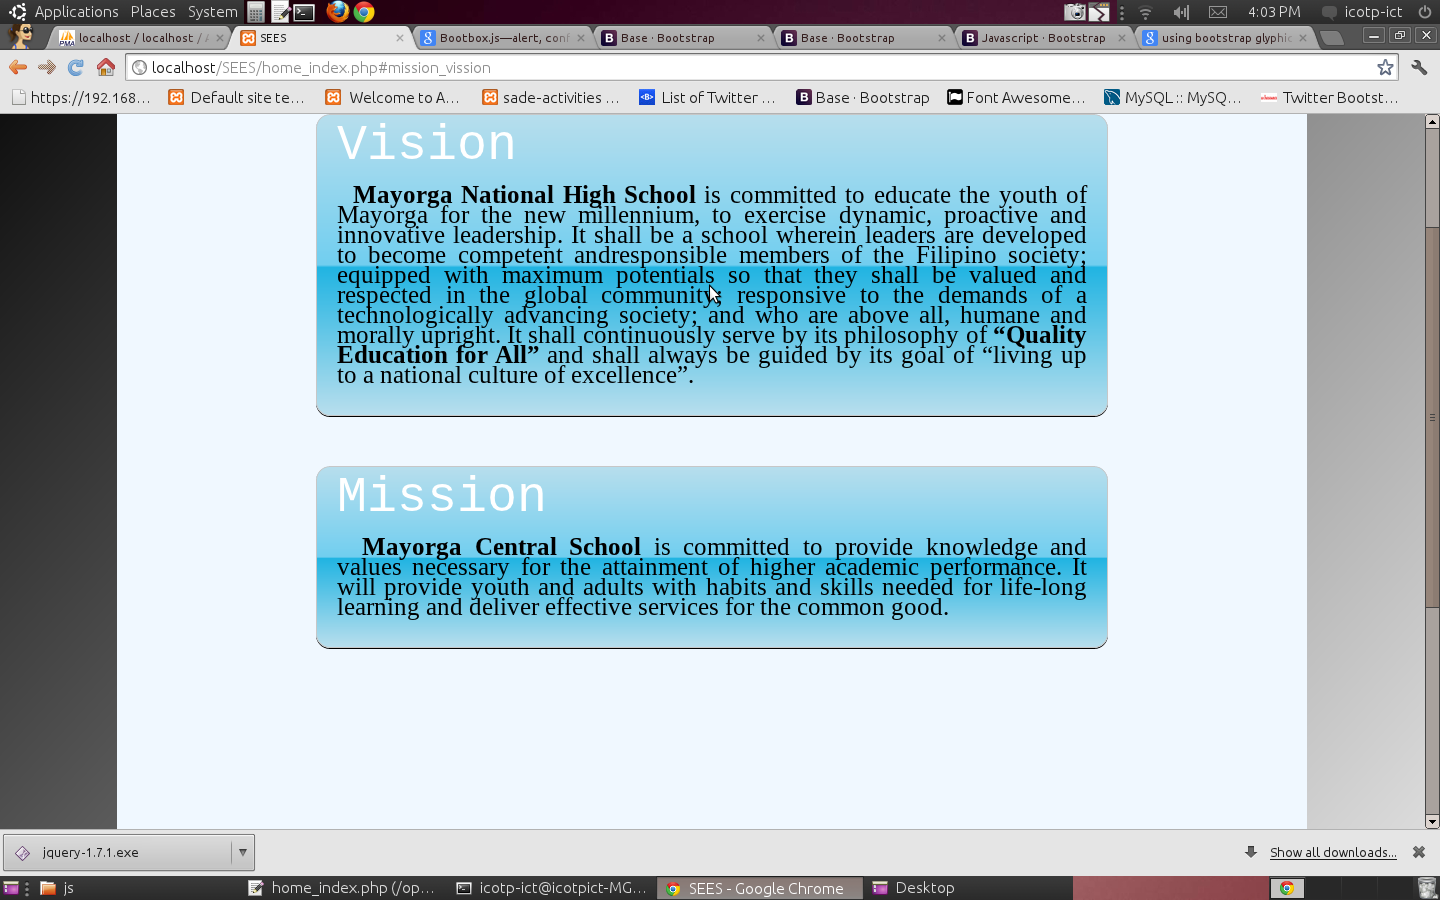 Applications Places System 4:03 PM icotp-ict
localhost / localhost / SEES Bootbox.js—alert, conf Base · Bootstrap Base · Bootstrap Javascript · Bootstrap using bootstrap glyphic
localhost/SEES/home_index.php#mission_vission
https://192.168... Default site te... Welcome to A... sade-activities ... List of Twitter ... Base · Bootstrap Font Awesome... MySQL :: MySQ... Twitter Bootst...
Vision
Mayorga National High School is committed to educate the youth of
Mayorga for the new millennium, to exercise dynamic, proactive and
innovative leadership. It shall be a school wherein leaders are developed
to become competent andresponsible members of the Filipino society;
equipped with maximum potentials so that they shall be valued and
respected in the global community; responsive to the demands of a
technologically advancing society; and who are above all, humane and
morally upright. It shall continuously serve by its philosophy of “Quality
Education for All” and shall always be guided by its goal of “living up
to a national culture of excellence”.
Mission
Mayorga Central School is committed to provide knowledge and
values necessary for the attainment of higher academic performance. It
will provide youth and adults with habits and skills needed for life-long
learning and deliver effective services for the common good.
jquery-1.7.1.exe Show all downloads...
js home_index.php (/op... icotp-ict@icotpict-MG... SEES - Google Chrome Desktop